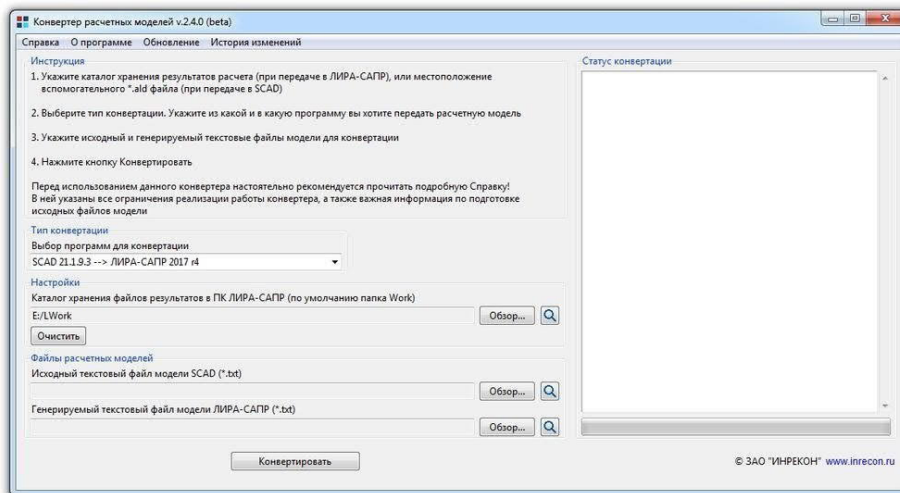 Конвертер расчетных моделей v.2.4.0 (beta)
Справка О программе Обновление История изменений
Инструкция
1. Укажите каталог хранения результатов расчета (при передаче в ЛИРА-САПР), или местоположение
вспомогательного *.ald файла (при передаче в SCAD)
2. Выберите тип конвертации. Укажите из какой и в какую программу вы хотите передать расчетную модель
3. Укажите исходный и генерируемый текстовые файлы модели для конвертации
4. Нажмите кнопку Конвертировать
Перед использованием данного конвертера настоятельно рекомендуется прочитать подробную Справку!
В ней указаны все ограничения реализации работы конвертера, а также важная информация по подготовке
исходных файлов модели
Тип конвертации
Выбор программ для конвертации
SCAD 21.1.9.3 --> ЛИРА-САПР 2017 r4
Настройки
Каталог хранения файлов результатов в ПК ЛИРА-САПР (по умолчанию папка Work)
E:/LWork
Обзор...
Очистить
Файлы расчетных моделей
Исходный текстовый файл модели SCAD (*.txt)
Обзор...
Генерируемый текстовый файл модели ЛИРА-САПР (*.txt)
Обзор...
Конвертировать
Статус конвертации
© ЗАО "ИНРЕКОН" www.inrecon.ru